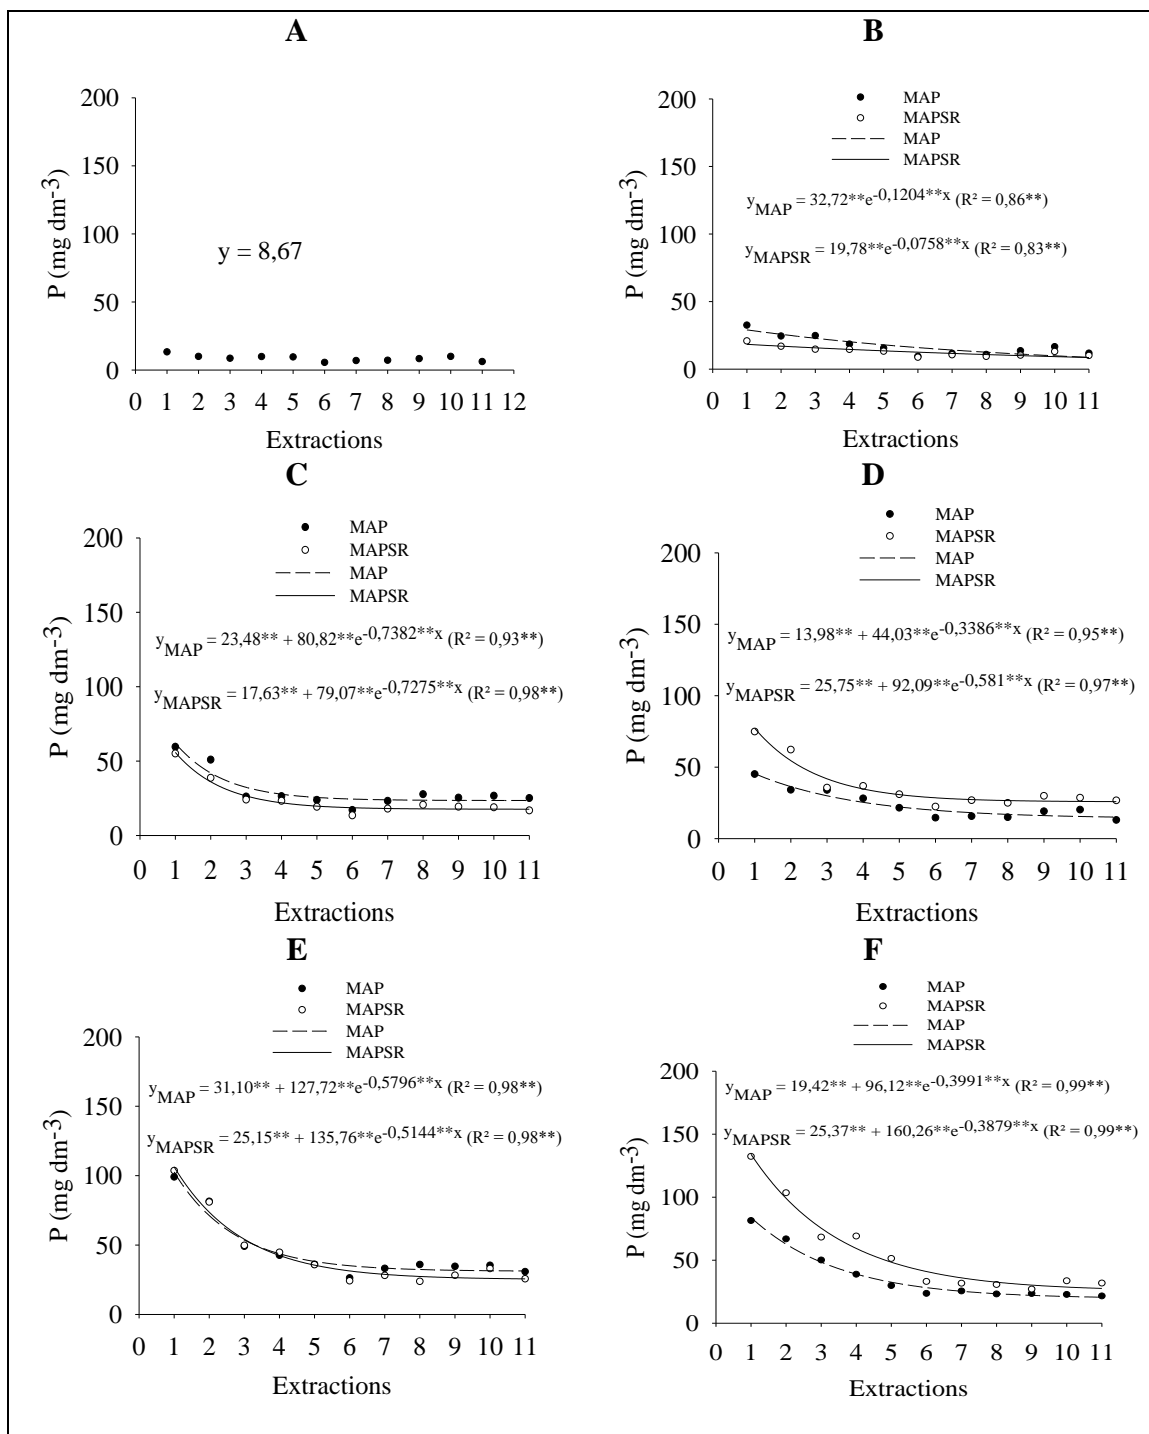 A
200
150
100
50
0
P (mg dm-3)
y = 8,67
0 1 2 3 4 5 6 7 8 9 10 11 12
Extractions
B
MAP
MAPSR
MAP
MAPSR
200
150
100
50
0
P (mg dm-3)
yMAP = 32,72**e-0,1204**x (R² = 0,86**)
yMAPSR = 19,78**e-0,0758**x (R² = 0,83**)
0 1 2 3 4 5 6 7 8 9 10 11
Extractions
C
MAP
MAPSR
MAP
MAPSR
200
150
100
50
0
P (mg dm-3)
yMAP = 23,48** + 80,82**e-0,7382**x (R² = 0,93**)
yMAPSR = 17,63** + 79,07**e-0,7275**x (R² = 0,98**)
0 1 2 3 4 5 6 7 8 9 10 11
Extractions
D
MAP
MAPSR
MAP
MAPSR
200
150
100
50
0
P (mg dm-3)
yMAP = 13,98** + 44,03**e-0,3386**x (R² = 0,95**)
yMAPSR = 25,75** + 92,09**e-0,581**x (R² = 0,97**)
0 1 2 3 4 5 6 7 8 9 10 11
Extractions
E
MAP
MAPSR
MAP
MAPSR
200
150
100
50
0
P (mg dm-3)
yMAP = 31,10** + 127,72**e-0,5796**x (R² = 0,98**)
yMAPSR = 25,15** + 135,76**e-0,5144**x (R² = 0,98**)
0 1 2 3 4 5 6 7 8 9 10 11
Extractions
F
MAP
MAPSR
MAP
MAPSR
200
150
100
50
0
P (mg dm-3)
yMAP = 19,42** + 96,12**e-0,3991**x (R² = 0,99**)
yMAPSR = 25,37** + 160,26**e-0,3879**x (R² = 0,99**)
0 1 2 3 4 5 6 7 8 9 10 11
Extractions